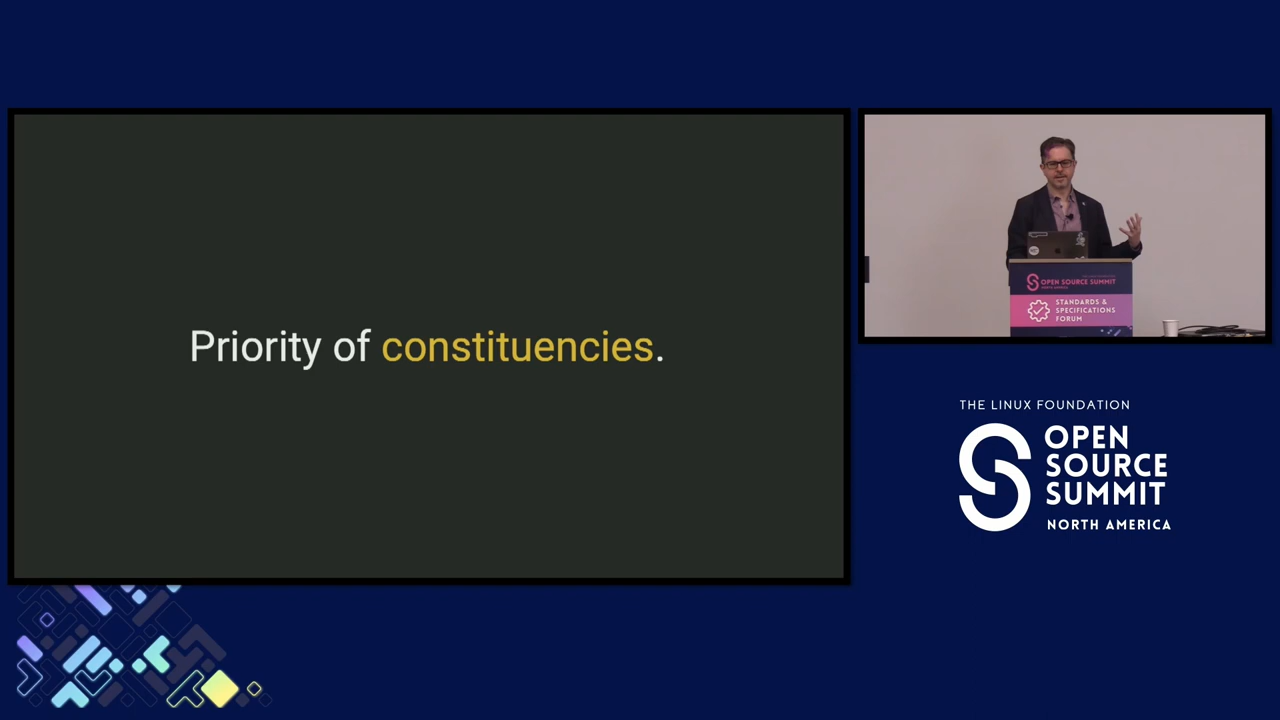 Priority of constituencies.
OPEN SOURCE SUMMIT
STANDARDS &
SPECIFICATIONS
FORUM
THE LINUX FOUNDATION
OPEN
SOURCE
SUMMIT
NORTH AMERICA